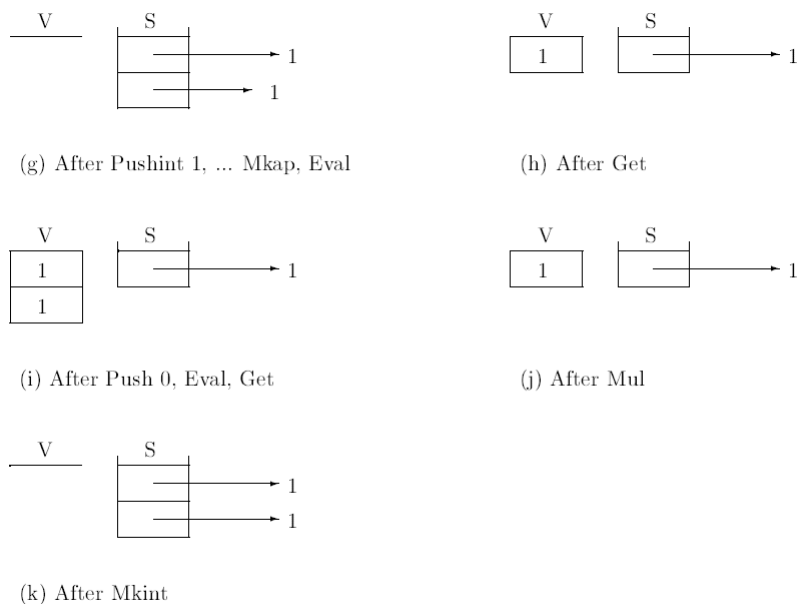 V S V S
1 1 1 1
1
(g) After Pushint 1, ... Mkap, Eval (h) After Get
V S V S
1 1 1 1
1
(i) After Push 0, Eval, Get (j) After Mul
V S
1
1
(k) After Mkint